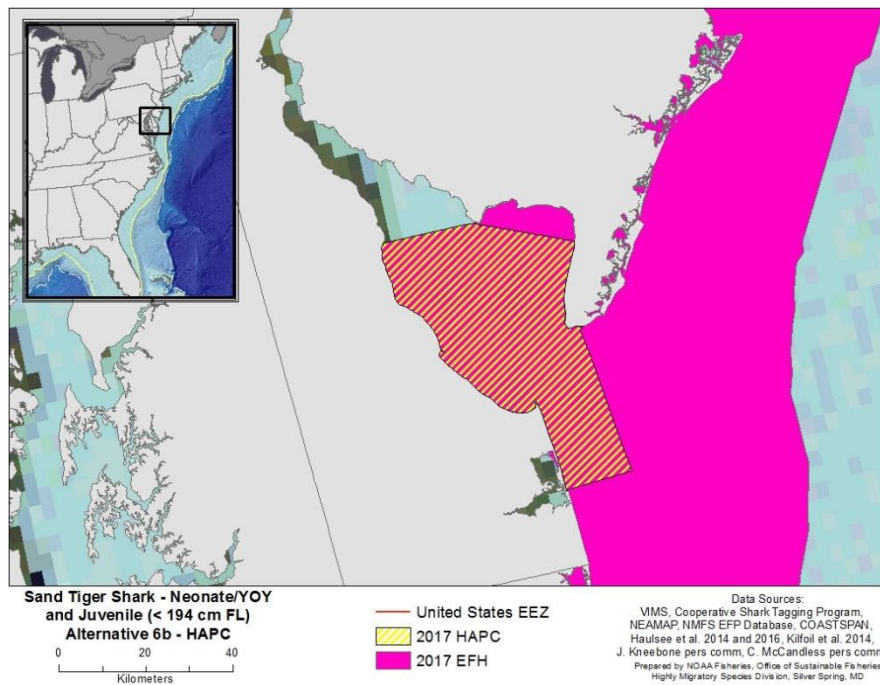 Sand Tiger Shark - Neonate/YOY
and Juvenile (< 194 cm FL)
Alternative 6b - HAPC
0 20 40
Kilometers
United States EEZ
2017 HAPC
2017 EFH
Data Sources:
VIMS, Cooperative Shark Tagging Program,
NEAMAP, NMFS EFP Database, COASTSPAN,
Haulsee et al. 2014 and 2016, Kilfoil et al. 2014,
J. Kneebone pers comm, C. McCandless pers comm
Prepared by NOAA Fisheries, Office of Sustainable Fisheries
Highly Migratory Species Division, Silver Spring, MD